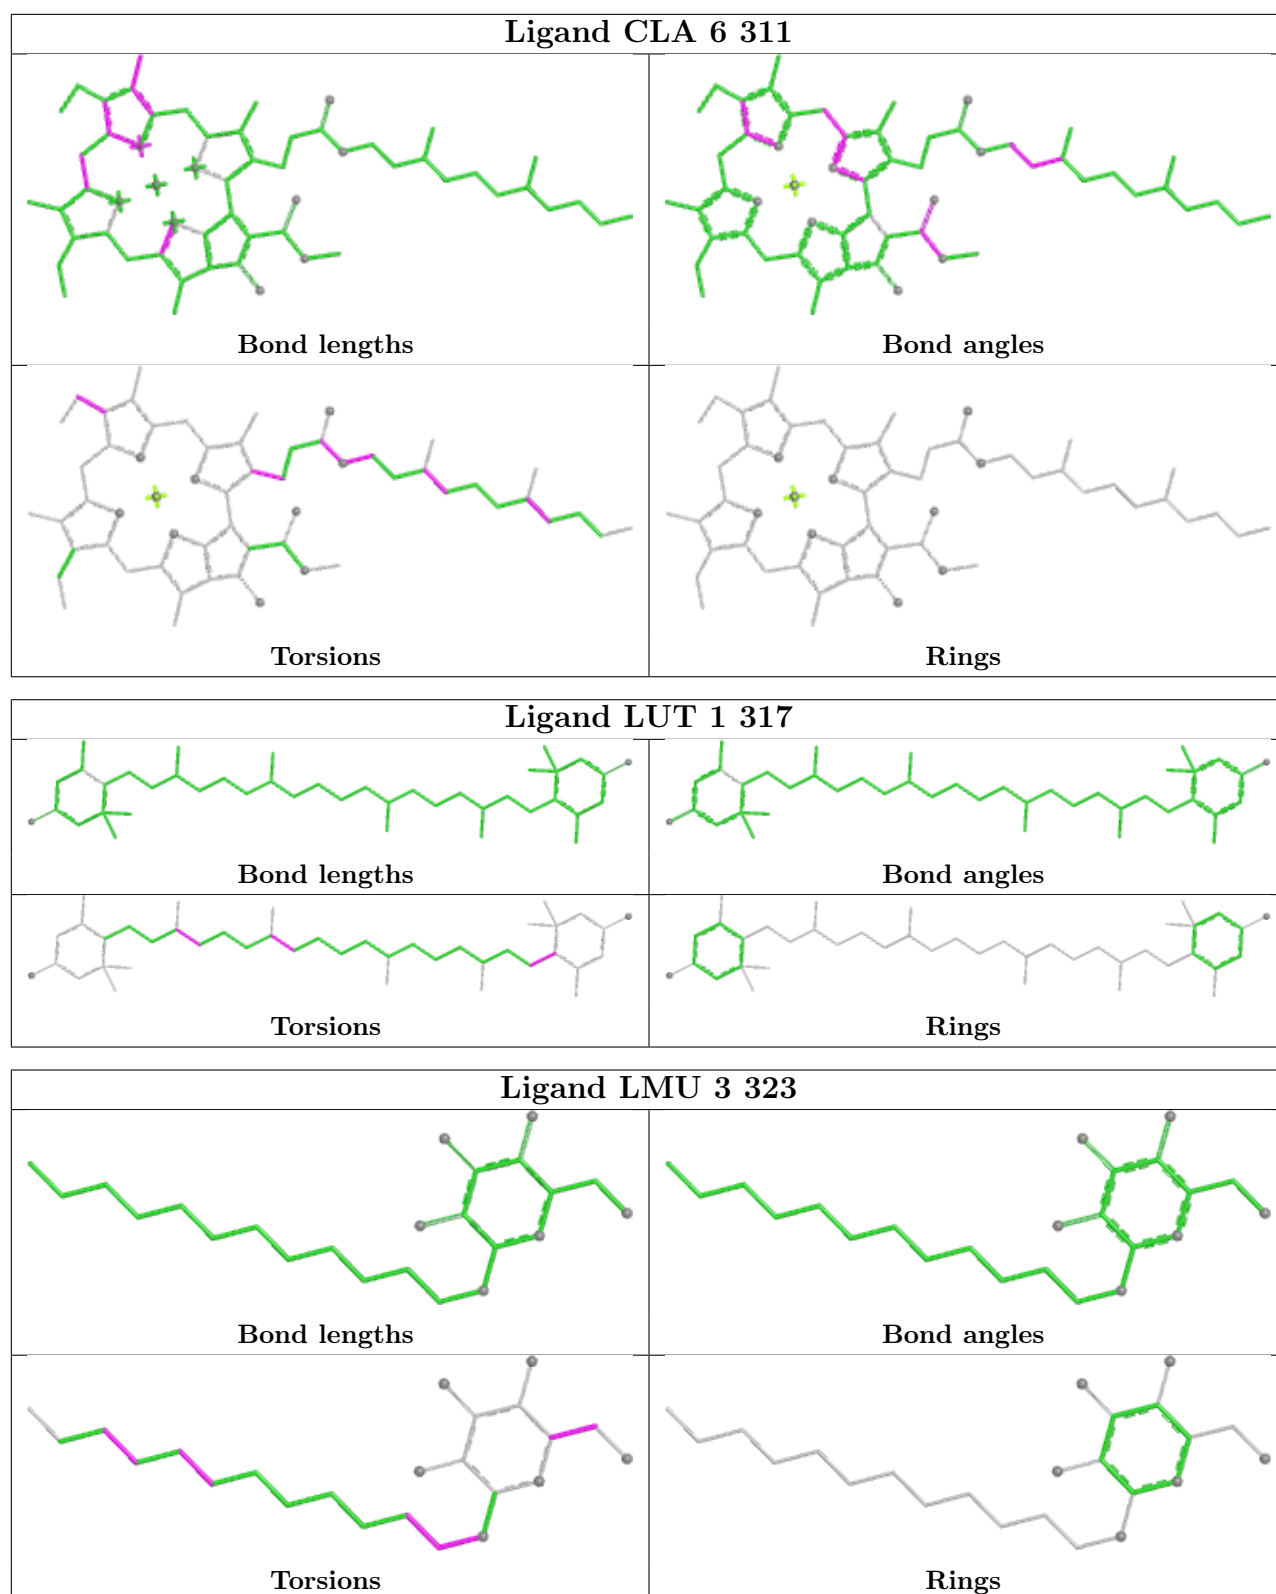 Ligand CLA 6 311
Bond lengths
Bond angles
Torsions
Rings
Ligand LUT 1 317
Bond lengths
Bond angles
Torsions
Rings
Ligand LMU 3 323
Bond lengths
Bond angles
Torsions
Rings